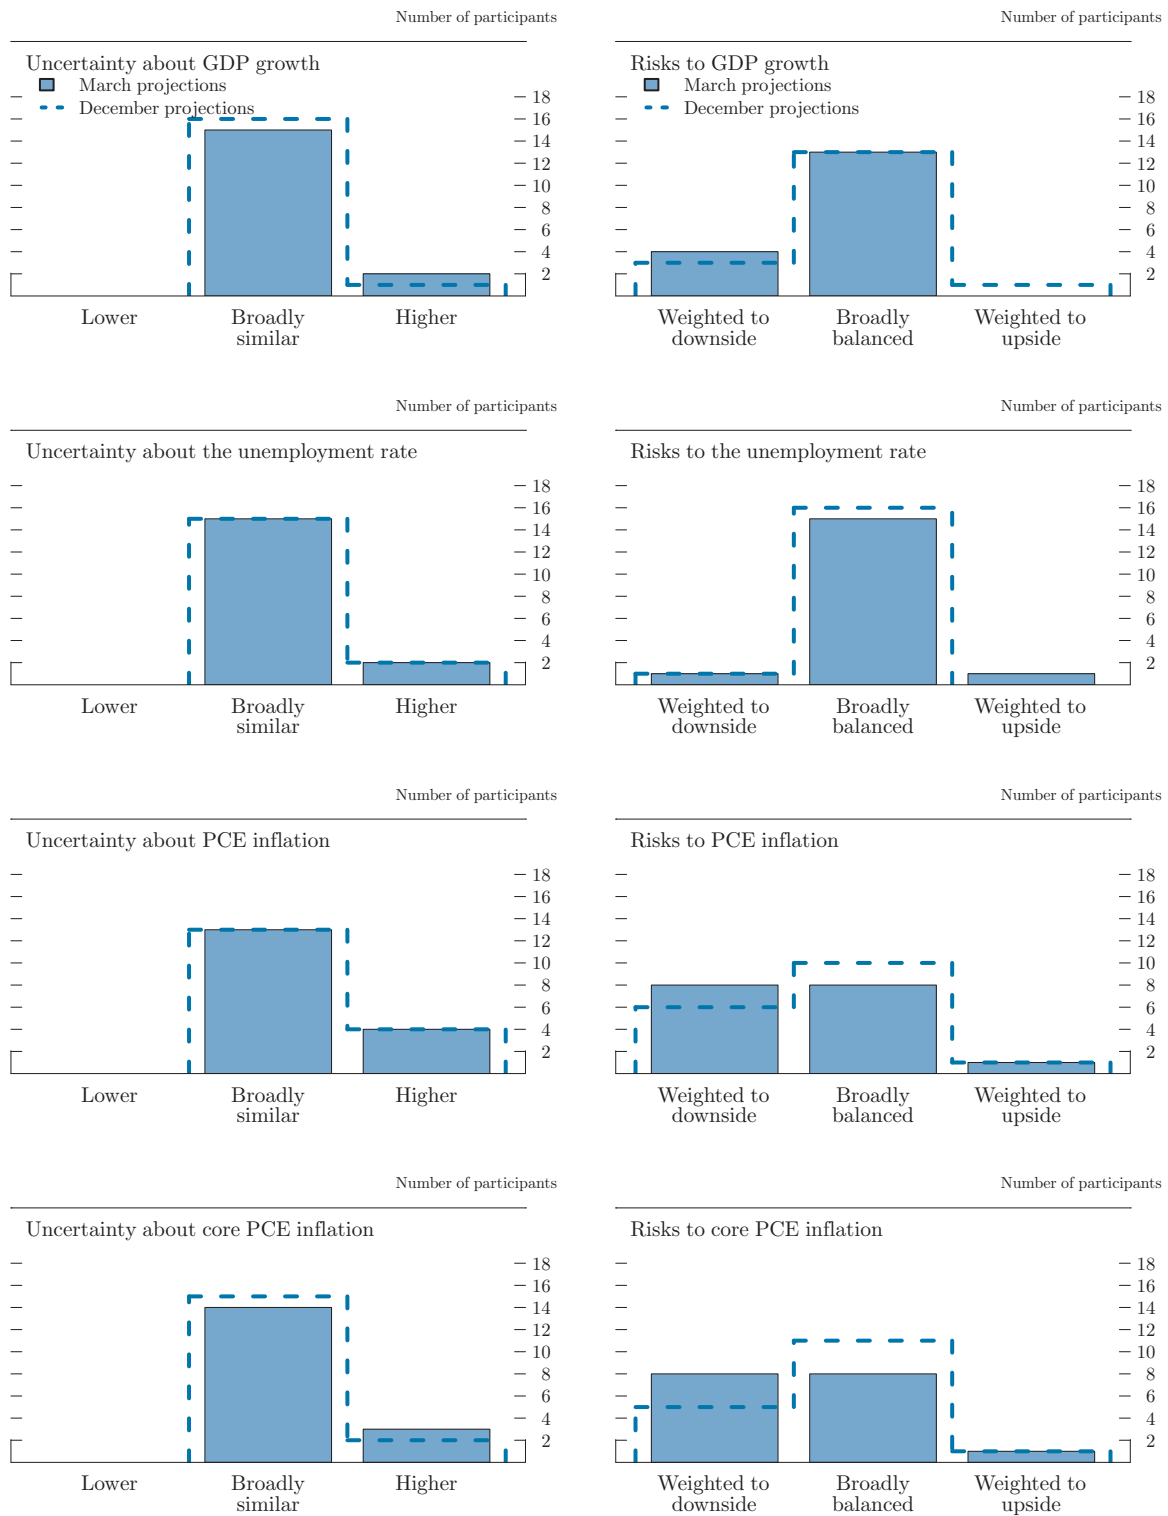 Number of participants
Uncertainty about GDP growth
March projections
December projections
18
16
14
12
10
8
6
4
2
Lower
Broadly
similar
Higher
Number of participants
Risks to GDP growth
March projections
December projections
18
16
14
12
10
8
6
4
2
Weighted to
downside
Broadly
balanced
Weighted to
upside
Number of participants
Uncertainty about the unemployment rate
18
16
14
12
10
8
6
4
2
Lower
Broadly
similar
Higher
Number of participants
Risks to the unemployment rate
18
16
14
12
10
8
6
4
2
Weighted to
downside
Broadly
balanced
Weighted to
upside
Number of participants
Uncertainty about PCE inflation
18
16
14
12
10
8
6
4
2
Lower
Broadly
similar
Higher
Number of participants
Risks to PCE inflation
18
16
14
12
10
8
6
4
2
Weighted to
downside
Broadly
balanced
Weighted to
upside
Number of participants
Uncertainty about core PCE inflation
18
16
14
12
10
8
6
4
2
Lower
Broadly
similar
Higher
Number of participants
Risks to core PCE inflation
18
16
14
12
10
8
6
4
2
Weighted to
downside
Broadly
balanced
Weighted to
upside